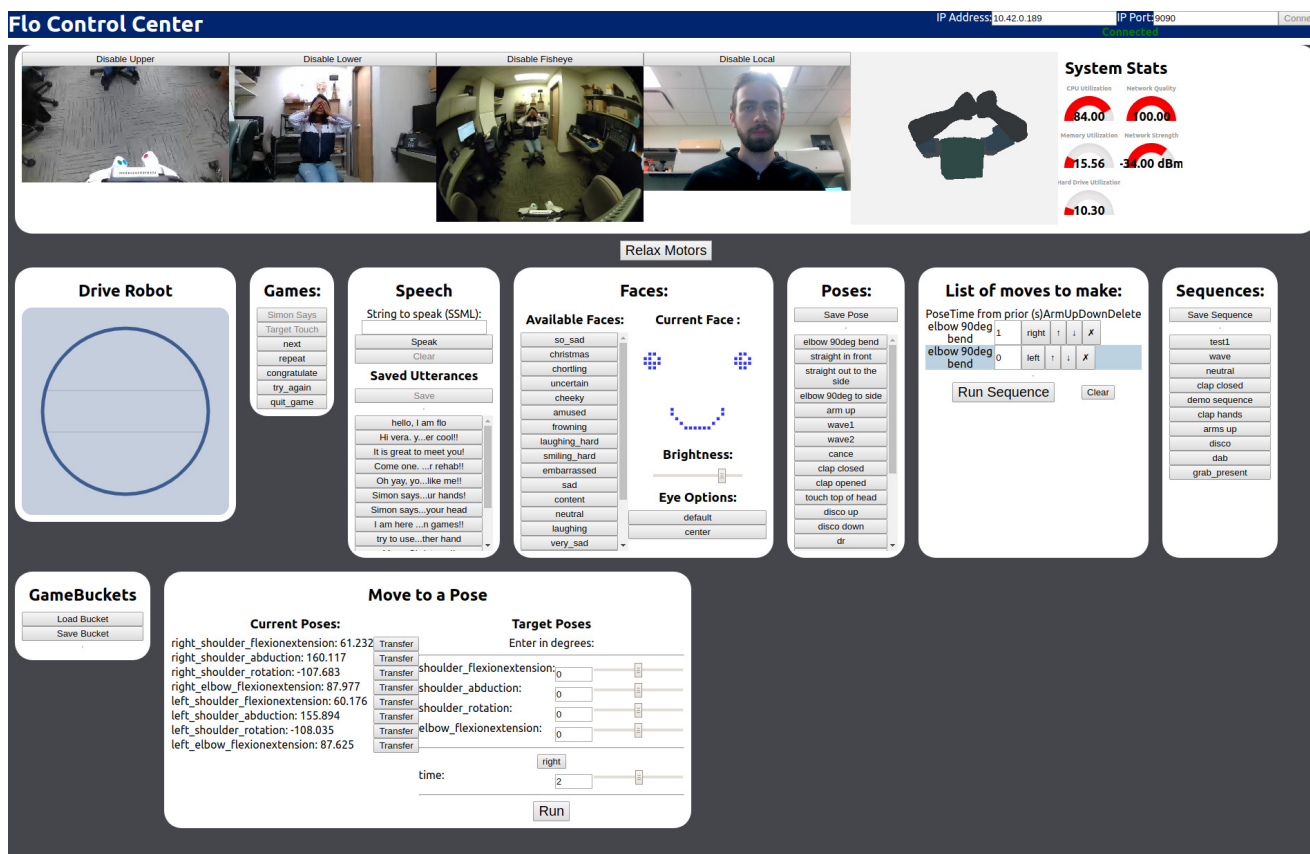 Flo Control Center
IP Address: 10.42.0.189 IP Port: 9090 Conne
Connected
Disable Upper Disable Lower Disable Fisheye Disable Local
System Stats
CPU Utilization Network Quality
84.00 100.00
Memory Utilization Network Strength
15.56 -34.00 dBm
Hard Drive Utilization
10.30
Relax Motors
Drive Robot
Games:
Simon Says
Target Touch
next
repeat
congratulate
try_again
quit_game
Speech
String to speak (SSML):
Speak
Clear
Saved Utterances
Save
hello, I am flo
Hi vera. y...er cool!!
It is great to meet you!
Come one. ...r rehab!!
Oh yay, yo...like me!!
Simon says...ur hands!
Simon says...your head
I am here ...n games!!
try to use...ther hand
Faces:
Available Faces:
so_sad
christmas
chortling
uncertain
cheeky
amused
frowning
laughing_hard
smiling_hard
embarrassed
sad
content
neutral
laughing
very_sad
Current Face :
Brightness:
Eye Options:
default
center
Poses:
Save Pose
elbow 90deg bend
straight in front
straight out to the
side
elbow 90deg to side
arm up
wave1
wave2
cance
clap closed
clap opened
touch top of head
disco up
disco down
dr
List of moves to make:
PoseTime from prior (s)ArmUpDownDelete
elbow 90deg
bend 1 right ↑ ↓ ✗
elbow 90deg
bend 0 left ↑ ↓ ✗
Run Sequence Clear
Sequences:
Save Sequence
test1
wave
neutral
clap closed
demo sequence
clap hands
arms up
disco
dab
grab_present
GameBuckets
Load Bucket
Save Bucket
Move to a Pose
Current Poses:
right_shoulder_flexionextension: 61.232 Transfer
right_shoulder_abduction: 160.117 Transfer
right_shoulder_rotation: -107.683 Transfer
right_elbow_flexionextension: 87.977 Transfer
left_shoulder_flexionextension: 60.176 Transfer
left_shoulder_abduction: 155.894 Transfer
left_shoulder_rotation: -108.035 Transfer
left_elbow_flexionextension: 87.625 Transfer
Target Poses
Enter in degrees:
shoulder_flexionextension: 0
shoulder_abduction: 0
shoulder_rotation: 0
elbow_flexionextension: 0
right
time: 2
Run